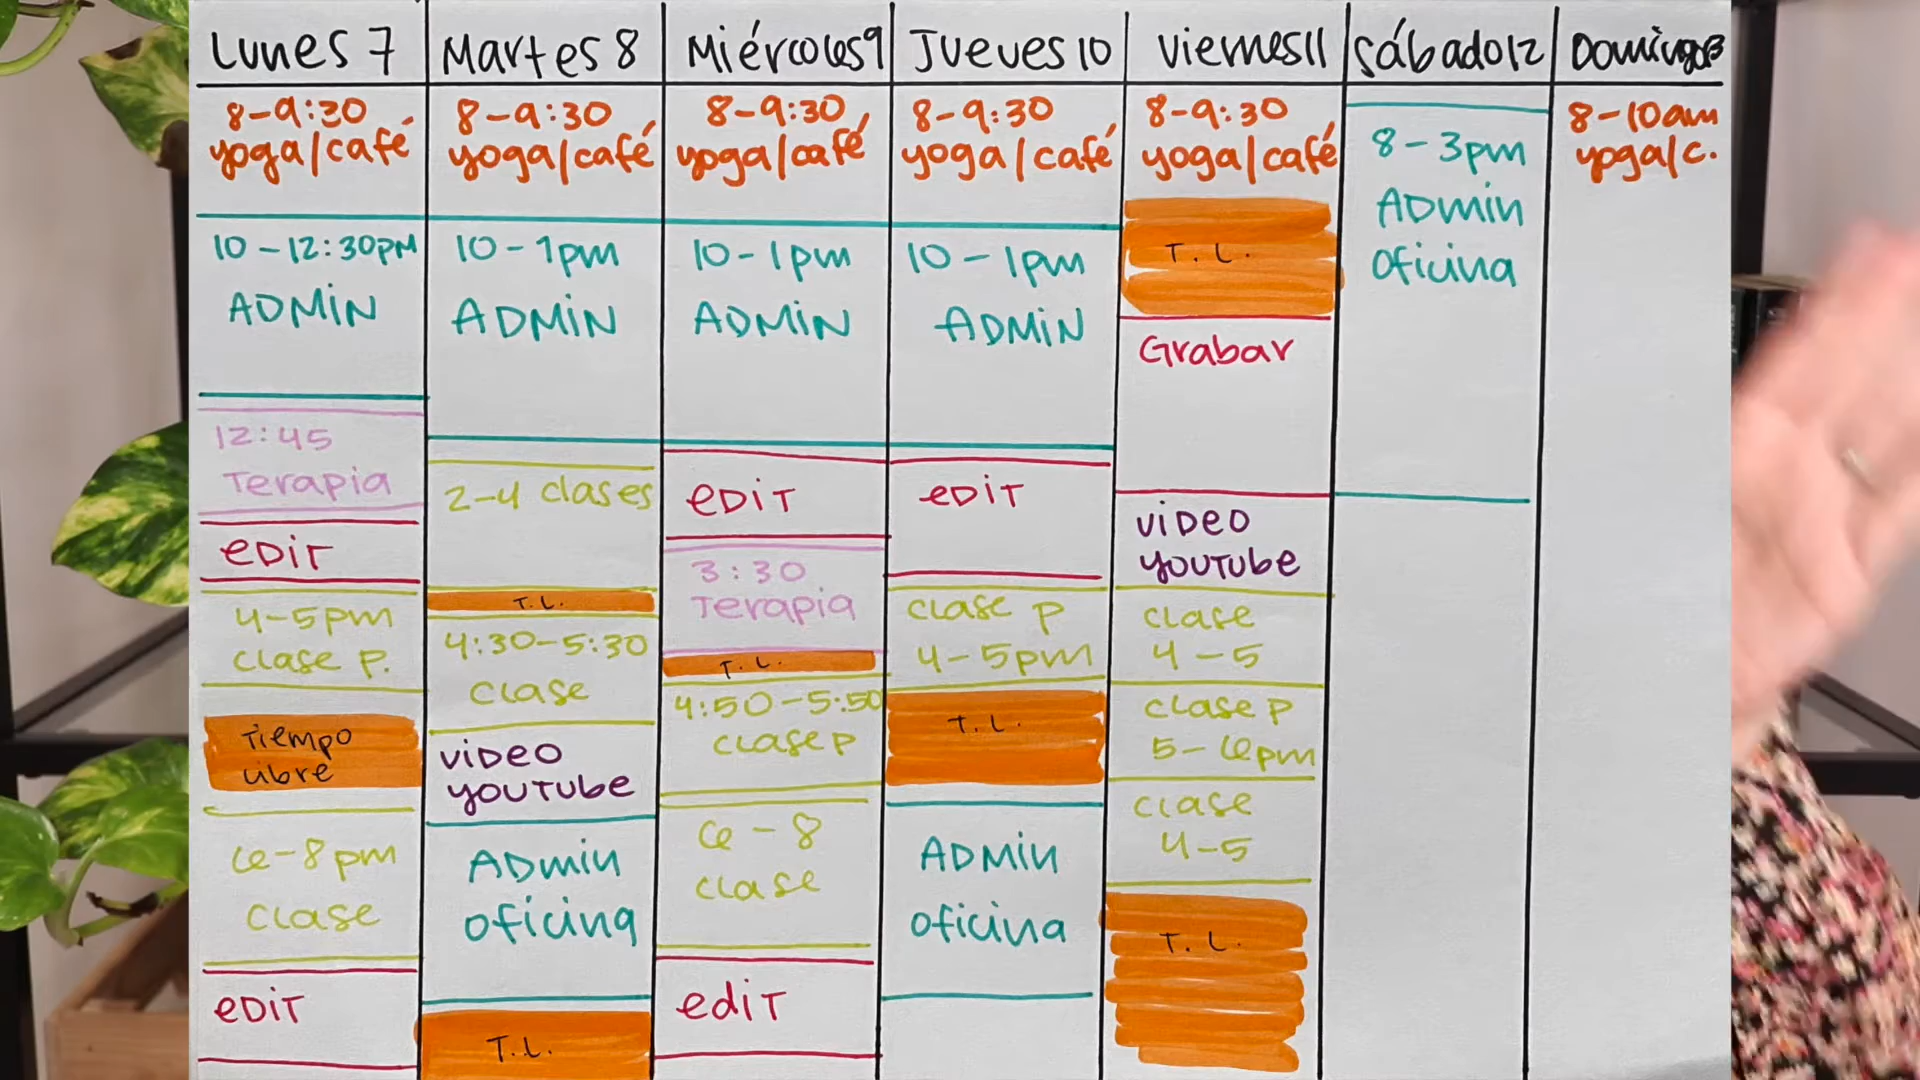 Lunes 7
8-9:30
yoga/café
10-12:30PM
ADMIN
12:45
Terapia
EDIT
4-5pm
clase p.
Tiempo
Libre
6-8pm
clase
EDIT
Martes 8
8-9:30
yoga/café
10-1pm
ADMIN
2-4 clases
T.L.
4:30-5:30
clase
VIDEO
YOUTube
ADMIN
oficina
T.L.
Miércoles 9
8-9:30
yoga/café
10-1pm
ADMIN
EDIT
3:30
Terapia
T.L.
4:50-5:50
clase p
6-8
clase
edit
Jueves 10
8-9:30
yoga/café
10-1pm
ADMIN
EDIT
clase p
4-5pm
T.L.
ADMIN
oficina
Viernes 11
8-9:30
yoga/café
T.L.
Grabar
VIDEO
YOUTube
clase
4-5
clase p
5-6pm
clase
4-5
T.L.
Sábado 12
8-3pm
ADMIN
oficina
Domingo 13
8-10am
yoga/c.